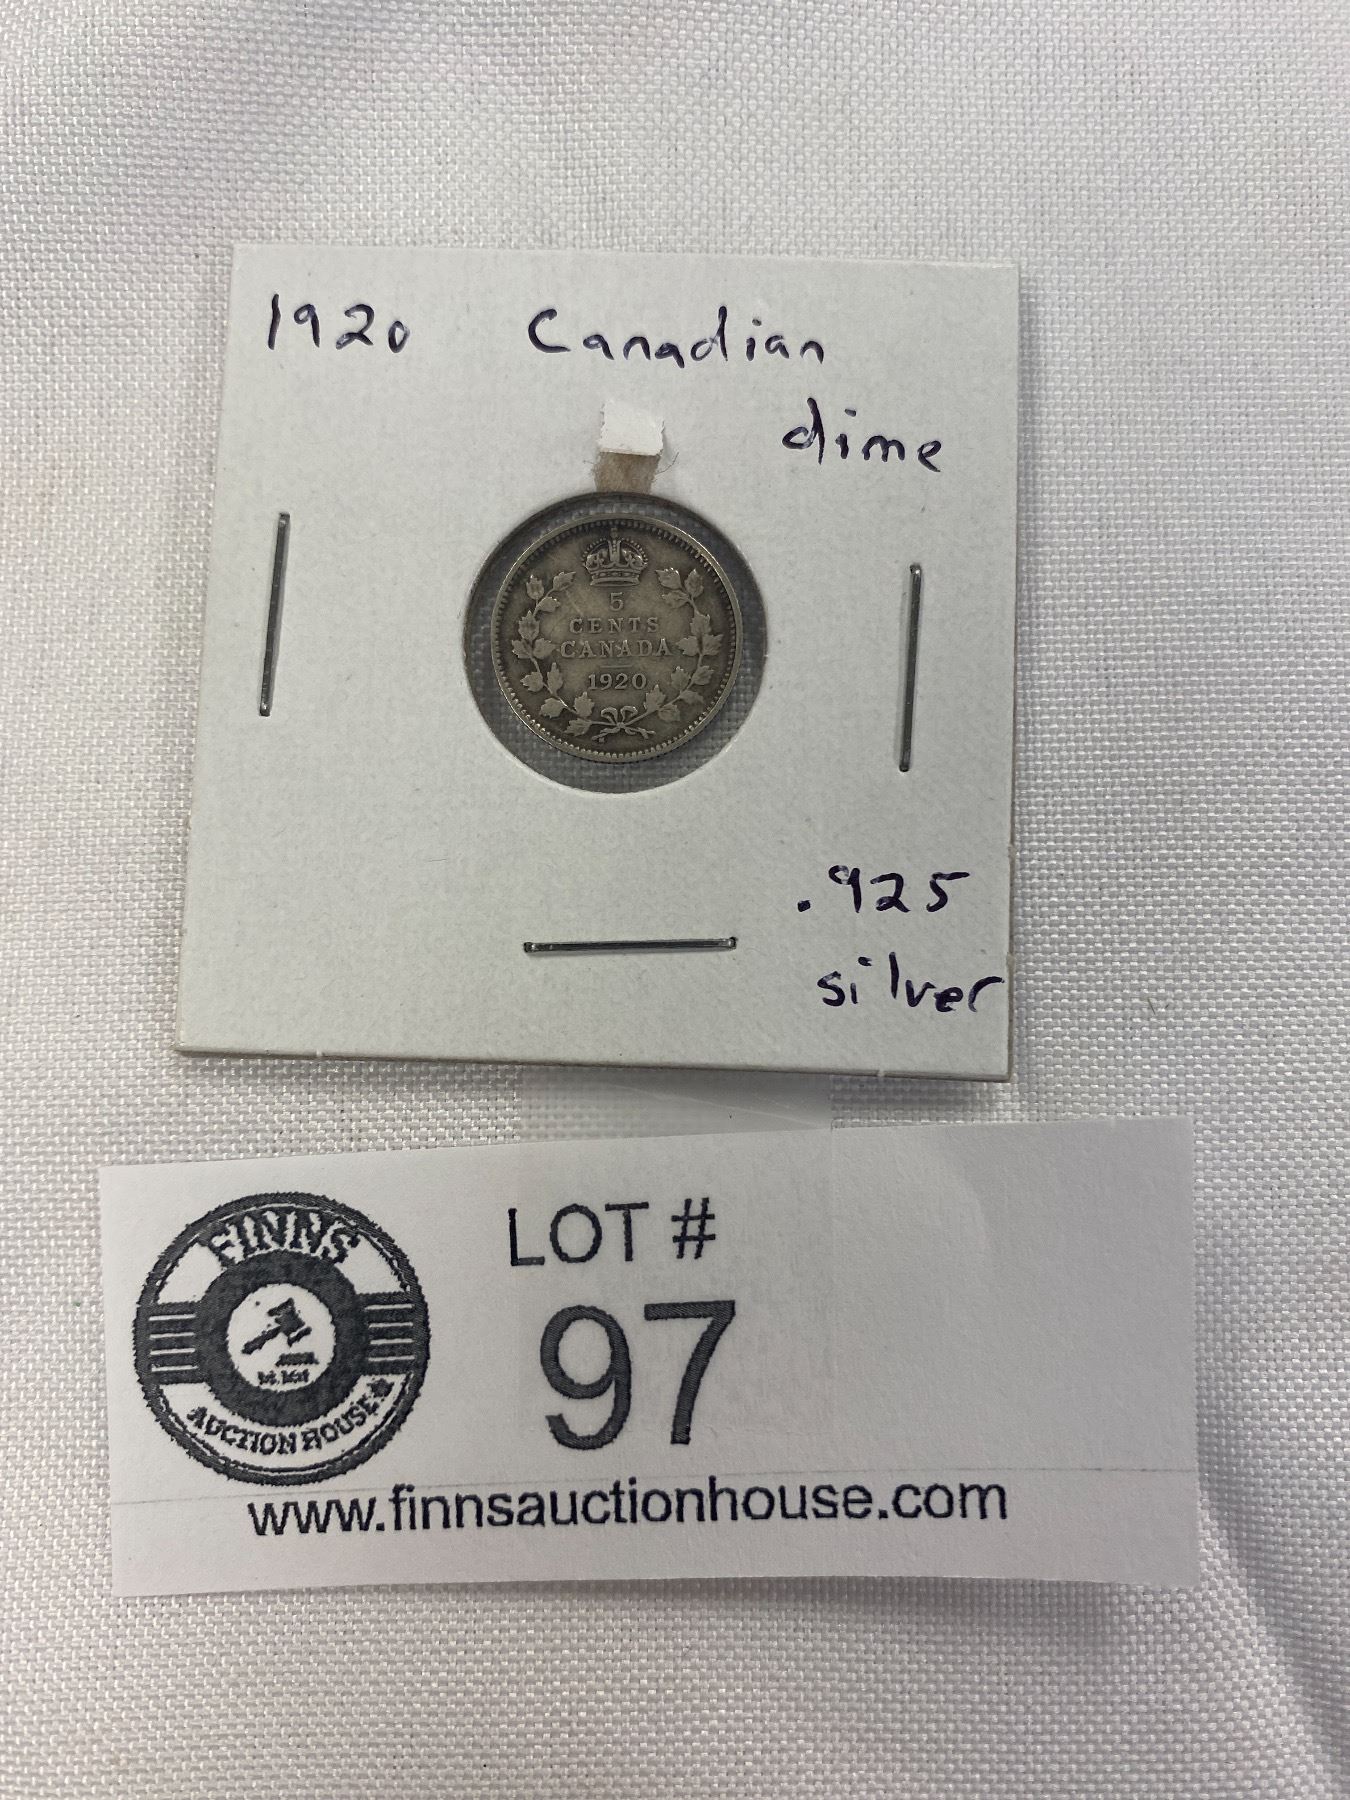 1920 Canadian
dime
5
CENTS
CANADA
1920
.925
silver
FINNS
AUCTION HOUSE
LOT #
97
www.finnsauctionhouse.com